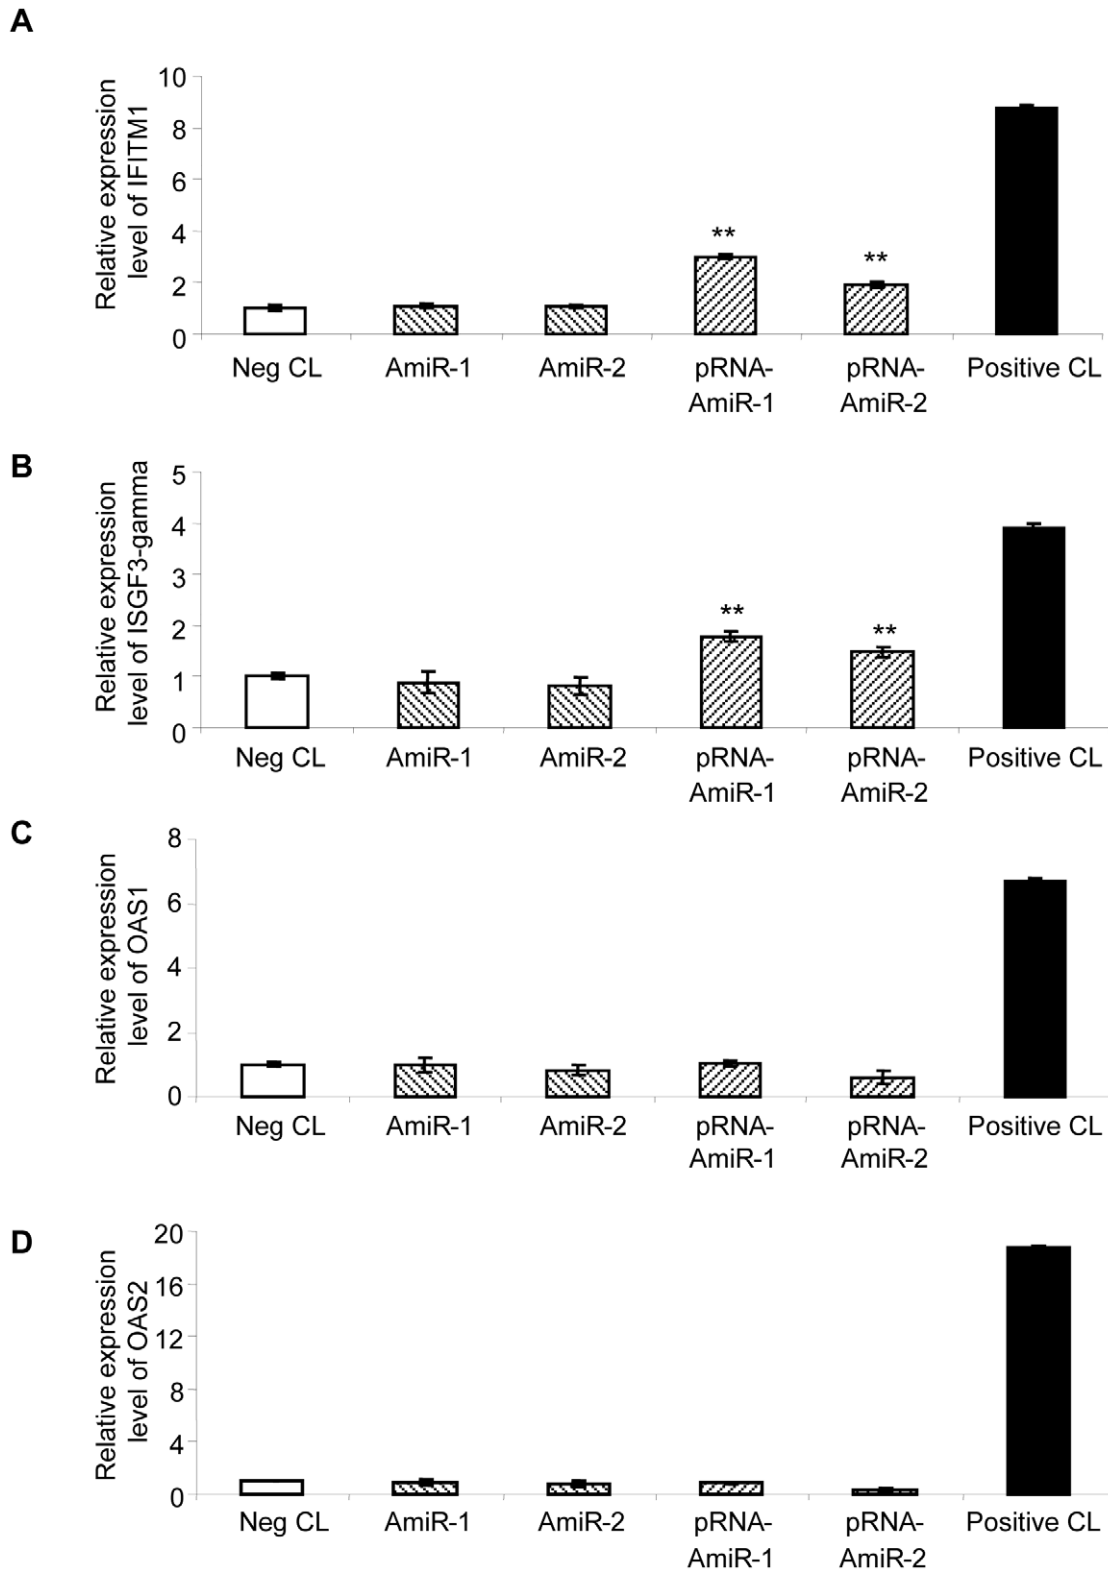 A
Relative expression
level of IFITM1
10
8
6
4
2
0
**
**
Neg CL AmiR-1 AmiR-2 pRNA- pRNA- Positive CL
AmiR-1 AmiR-2
B
Relative expression
level of ISGF3-gamma
5
4
3
2
1
0
**
**
Neg CL AmiR-1 AmiR-2 pRNA- pRNA- Positive CL
AmiR-1 AmiR-2
C
Relative expression
level of OAS1
8
6
4
2
0
Neg CL AmiR-1 AmiR-2 pRNA- pRNA- Positive CL
AmiR-1 AmiR-2
D
Relative expression
level of OAS2
20
16
12
8
4
0
Neg CL AmiR-1 AmiR-2 pRNA- pRNA- Positive CL
AmiR-1 AmiR-2